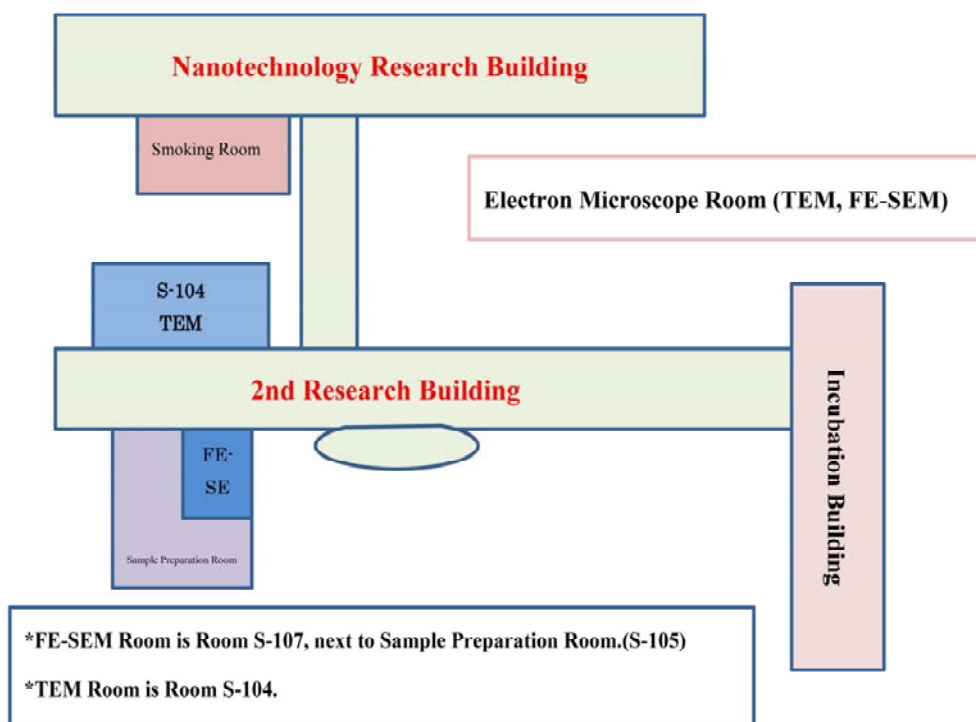 Nanotechnology Research Building
Smoking Room
Electron Microscope Room (TEM, FE-SEM)
S-104
TEM
2nd Research Building
Incubation Building
FE-
SE
Sample Preparation Room
*FE-SEM Room is Room S-107, next to Sample Preparation Room.(S-105)
*TEM Room is Room S-104.